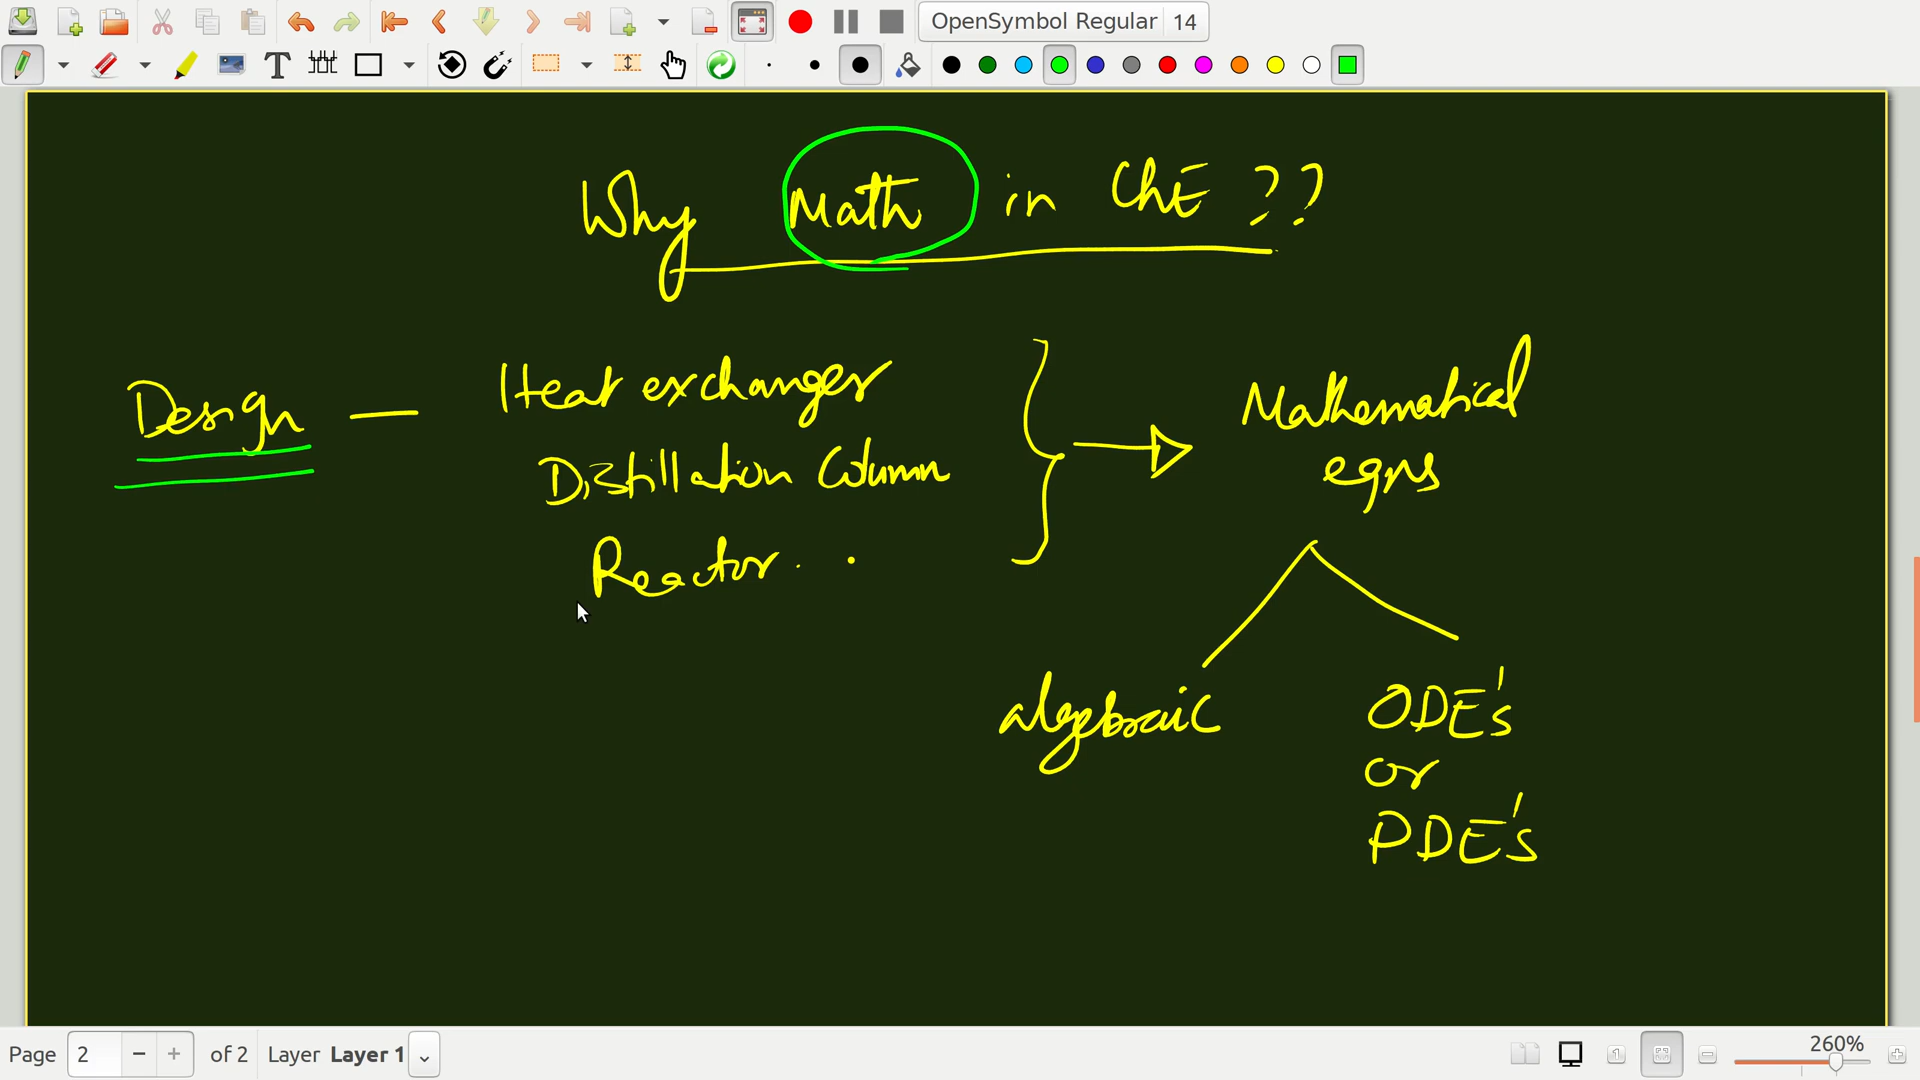 OpenSymbol Regular 14
Why Math in ChE ??
Design — Heat exchanger
Distillation Column
Reactor . .
Mathematical
eqns
algebraic
ODE's
or
PDE's
Page 2 − + of 2 Layer Layer 1
260%